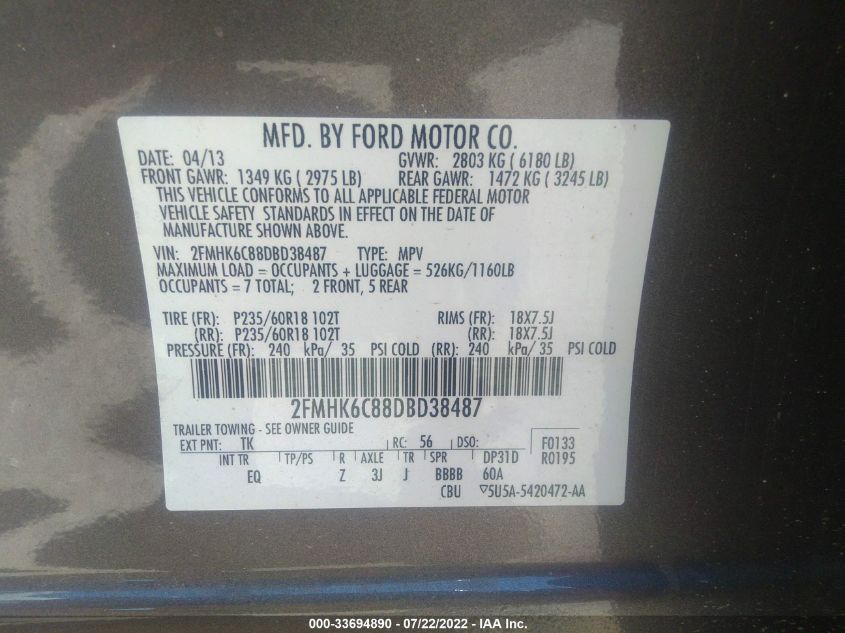 MFD. BY FORD MOTOR CO.
DATE: 04/13 GVWR: 2803 KG ( 6180 LB)
FRONT GAWR: 1349 KG ( 2975 LB) REAR GAWR: 1472 KG ( 3245 LB)
THIS VEHICLE CONFORMS TO ALL APPLICABLE FEDERAL MOTOR
VEHICLE SAFETY STANDARDS IN EFFECT ON THE DATE OF
MANUFACTURE SHOWN ABOVE.
VIN: 2FMHK6C88DBD38487 TYPE: MPV
MAXIMUM LOAD = OCCUPANTS + LUGGAGE = 526KG/1160LB
OCCUPANTS = 7 TOTAL; 2 FRONT, 5 REAR
TIRE (FR): P235/60R18 102T RIMS (FR): 18X7.5J
(RR): P235/60R18 102T (RR): 18X7.5J
PRESSURE (FR): 240 kPa/ 35 PSI COLD (RR): 240 kPa/ 35 PSI COLD
2FMHK6C88DBD38487
TRAILER TOWING - SEE OWNER GUIDE
EXT PNT: TK RC: 56 DSO: F0133
INT TR TP/PS R AXLE TR SPR DP31D R0195
EQ Z 3J J BBBB 60A
CBU ▽5U5A-5420472-AA
000-33694890 - 07/22/2022 - IAA Inc.